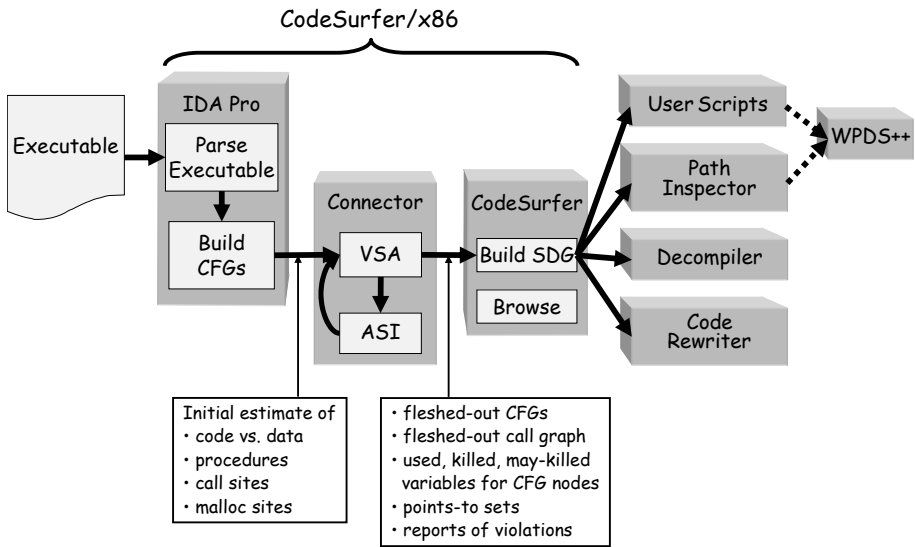 CodeSurfer/x86
Executable
IDA Pro
Parse
Executable
Build
CFGs
Connector
VSA
ASI
CodeSurfer
Build SDG
Browse
User Scripts
Path
Inspector
Decompiler
Code
Rewriter
WPDS++
Initial estimate of
• code vs. data
• procedures
• call sites
• malloc sites
• fleshed-out CFGs
• fleshed-out call graph
• used, killed, may-killed
variables for CFG nodes
• points-to sets
• reports of violations